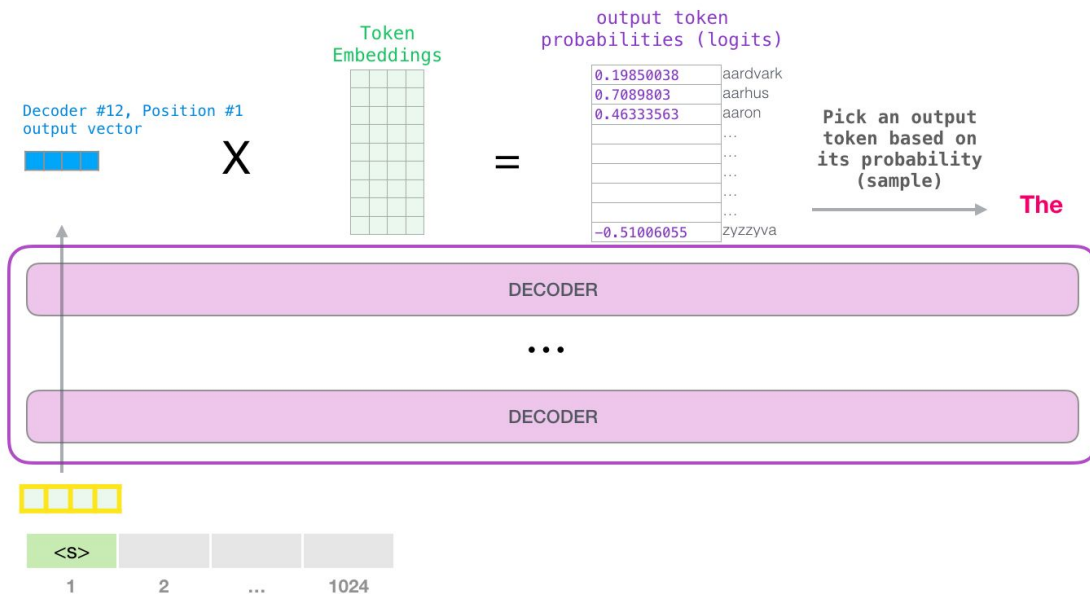 output token
probabilities (logits)
Token
Embeddings
Decoder #12, Position #1
output vector
X
=
0.19850038 aardvark
0.7089803 aarhus
0.46333563 aaron
...
...
...
...
...
-0.51006055 zyzzyva
Pick an output
token based on
its probability
(sample)
The
DECODER
...
DECODER
<s>
1 2 ... 1024